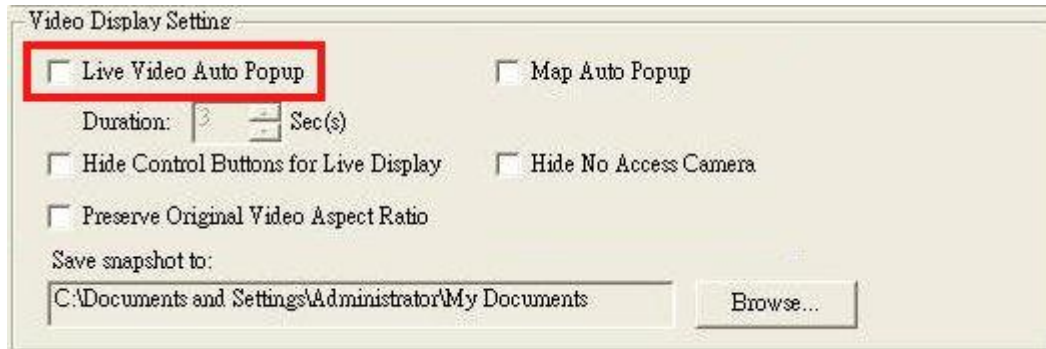 Video Display Setting
Live Video Auto Popup Map Auto Popup
Duration: 3 Sec(s)
Hide Control Buttons for Live Display Hide No Access Camera
Preserve Original Video Aspect Ratio
Save snapshot to:
C:\Documents and Settings\Administrator\My Documents Browse...